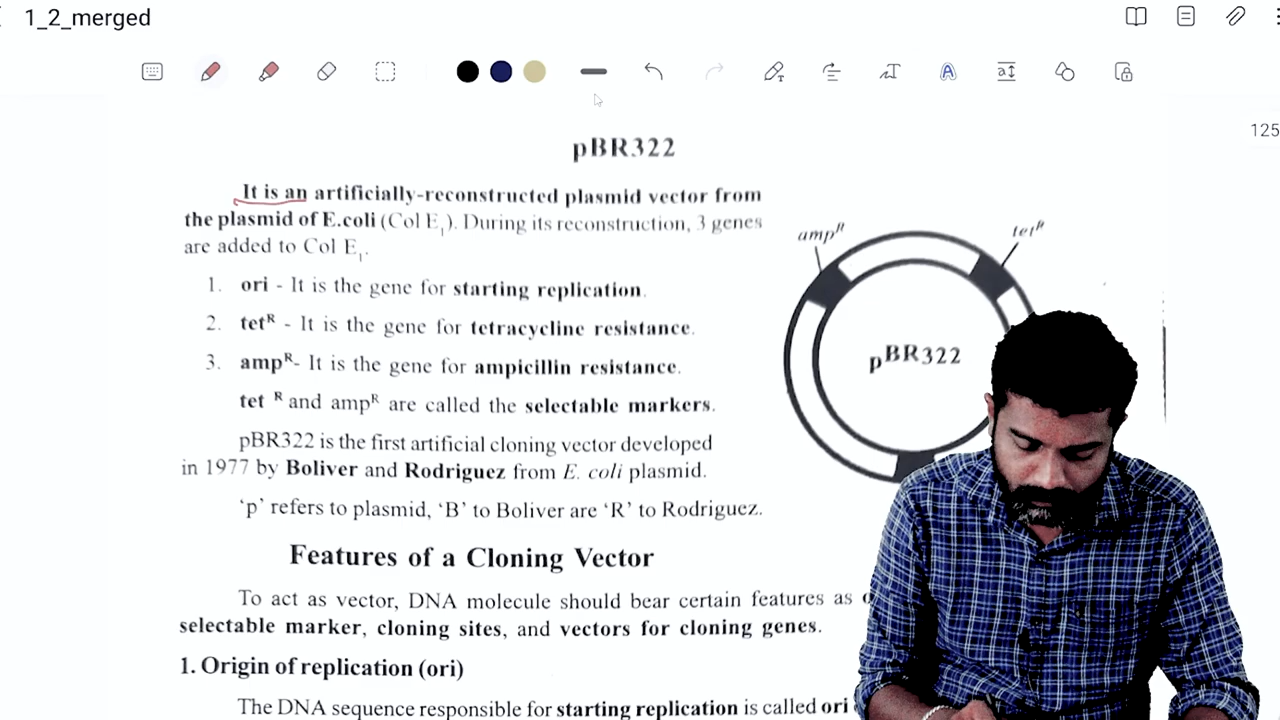 1_2_merged
125
pBR322
It is an artificially-reconstructed plasmid vector from
the plasmid of E.coli (Col E₁). During its reconstruction, 3 genes
are added to Col E₁.
1. ori - It is the gene for starting replication.
2. tetᴿ - It is the gene for tetracycline resistance.
3. ampᴿ- It is the gene for ampicillin resistance.
tet ᴿ and ampᴿ are called the selectable markers.
pBR322 is the first artificial cloning vector developed
in 1977 by Boliver and Rodriguez from E. coli plasmid.
'p' refers to plasmid, 'B' to Boliver are 'R' to Rodriguez.
ampᴿ
tetᴿ
pBR322
Features of a Cloning Vector
To act as vector, DNA molecule should bear certain features as
selectable marker, cloning sites, and vectors for cloning genes.
1. Origin of replication (ori)
The DNA sequence responsible for starting replication is called ori